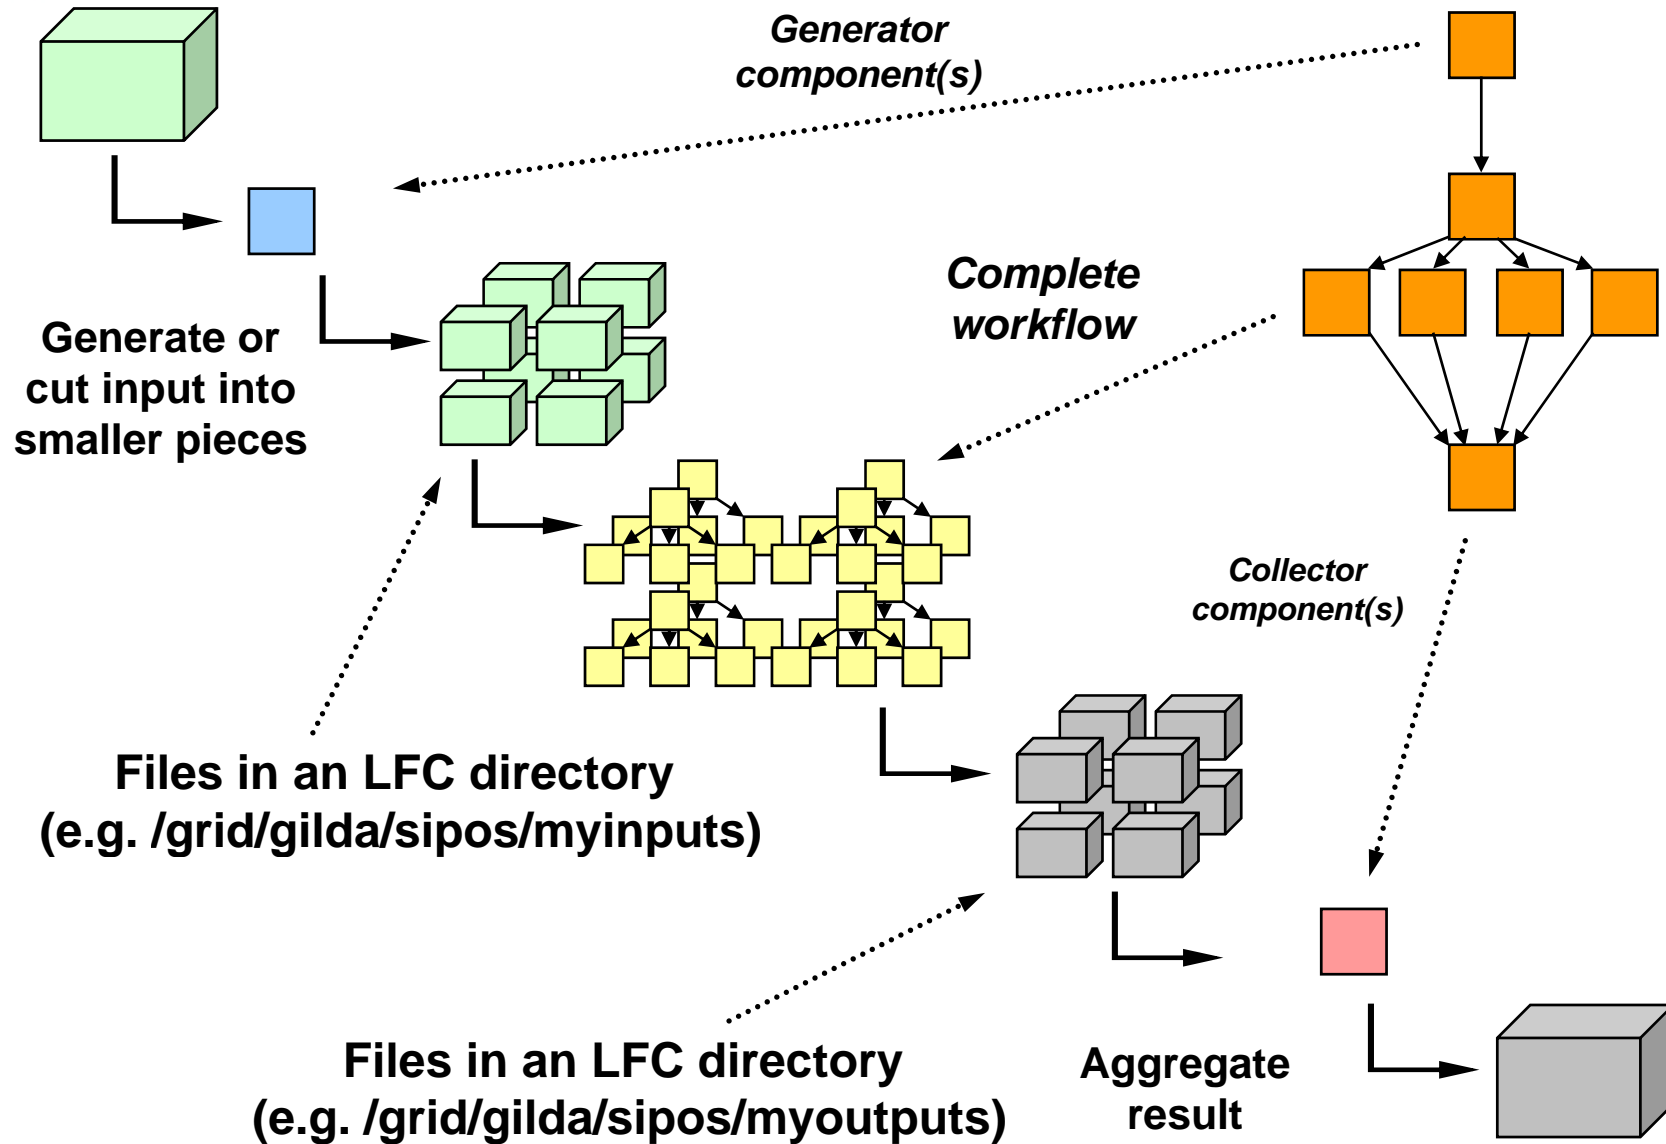 Generator
component(s)
Complete
workflow
Generate or
cut input into
smaller pieces
Collector
component(s)
Files in an LFC directory
(e.g. /grid/gilda/sipos/myinputs)
Files in an LFC directory
(e.g. /grid/gilda/sipos/myoutputs)
Aggregate
result